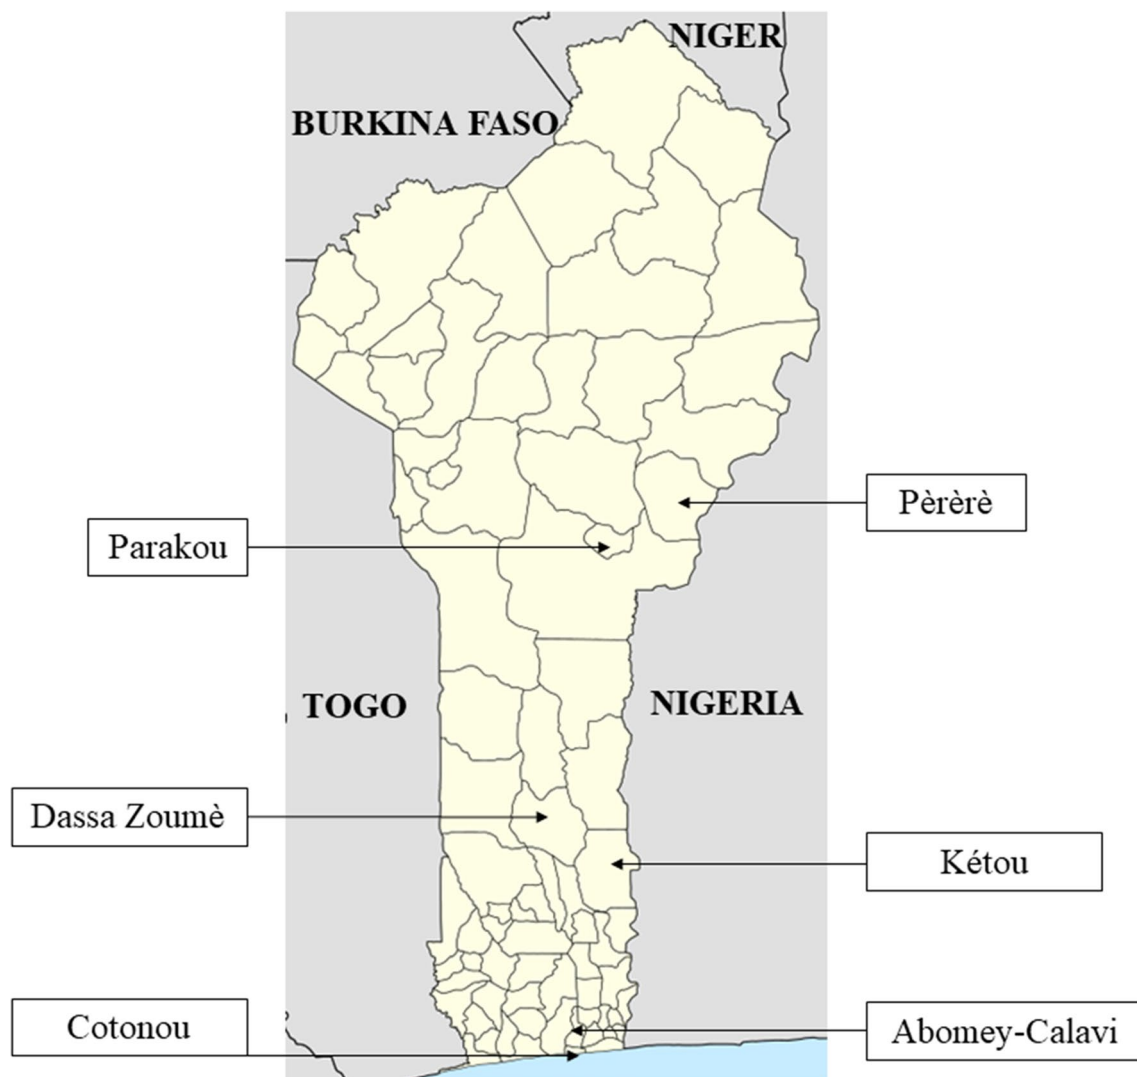 NIGER
BURKINA FASO
Pèrèrè
Parakou
TOGO
NIGERIA
Dassa Zoumè
Kétou
Cotonou
Abomey-Calavi